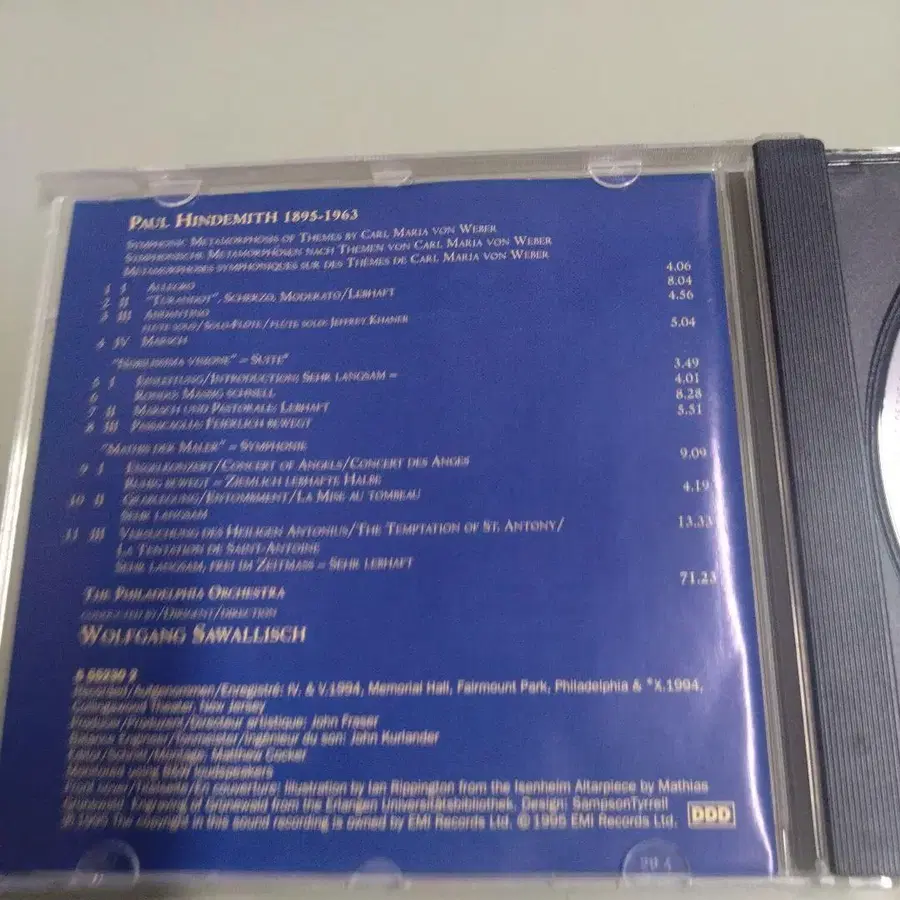 PAUL HINDEMITH 1895-1963
SYMPHONIC METAMORPHOSIS OF THEMES BY CARL MARIA VON WEBER
SYMPHONISCHE METAMORPHOSEN NACH THEMEN VON CARL MARIA VON WEBER
METAMORPHOSES SYMPHONIQUES SUR DES THÈMES DE CARL MARIA VON WEBER
1 I ALLEGRO 4.06
2 II "TURANDOT", SCHERZO, MODERATO/LEBHAFT 8.04
3 III ANDANTINO 4.56
FLUTE SOLO/SOLO-FLÖTE/FLÛTE SOLO: JEFFREY KHANER
4 IV MARSCH 5.04
"NOBILISSIMA VISIONE" – SUITE*
5 I EINLEITUNG/INTRODUCTION: SEHR LANGSAM – 3.49
6 RONDO: MÄSSIG SCHNELL 4.01
7 II MARSCH UND PASTORALE: LEBHAFT 8.28
8 III PASSACAGLIA: FEIERLICH BEWEGT 5.51
"MATHIS DER MALER" – SYMPHONIE
9 I ENGELKONZERT/CONCERT OF ANGELS/CONCERT DES ANGES 9.09
RUHIG BEWEGT – ZIEMLICH LEBHAFTE HALBE
10 II GRABLEGUNG/ENTOMBMENT/LA MISE AU TOMBEAU 4.19
SEHR LANGSAM
11 III VERSUCHUNG DES HEILIGEN ANTONIUS/THE TEMPTATION OF ST. ANTONY/ 13.33
LA TENTATION DE SAINT-ANTOINE
SEHR LANGSAM, FREI IM ZEITMASS – SEHR LEBHAFT
71.23
THE PHILADELPHIA ORCHESTRA
CONDUCTED BY/DIRIGENT/DIRECTION
WOLFGANG SAWALLISCH
5 55230 2
Recorded/Aufgenommen/Enregistré: IV. & V.1994, Memorial Hall, Fairmount Park, Philadelphia & *X.1994,
Theater, New Jersey
Producer/Produzent/Directeur artistique: John Fraser
Balance Engineer/Tonmeister/Ingénieur du son: John Kurlander
Editor/Schnitt/Montage: Matthew Cocker
Monitored using B&W loudspeakers
Front cover/Titelbild/En couverture: Illustration by Ian Rippington from the Isenheim Altarpiece by Mathias
Grünewald. Engraving of Grünewald from the Erlangen Universitätsbibliothek. Design: SampsonTyrrell
℗ 1995 The copyright in this sound recording is owned by EMI Records Ltd. © 1995 EMI Records Ltd. DDD